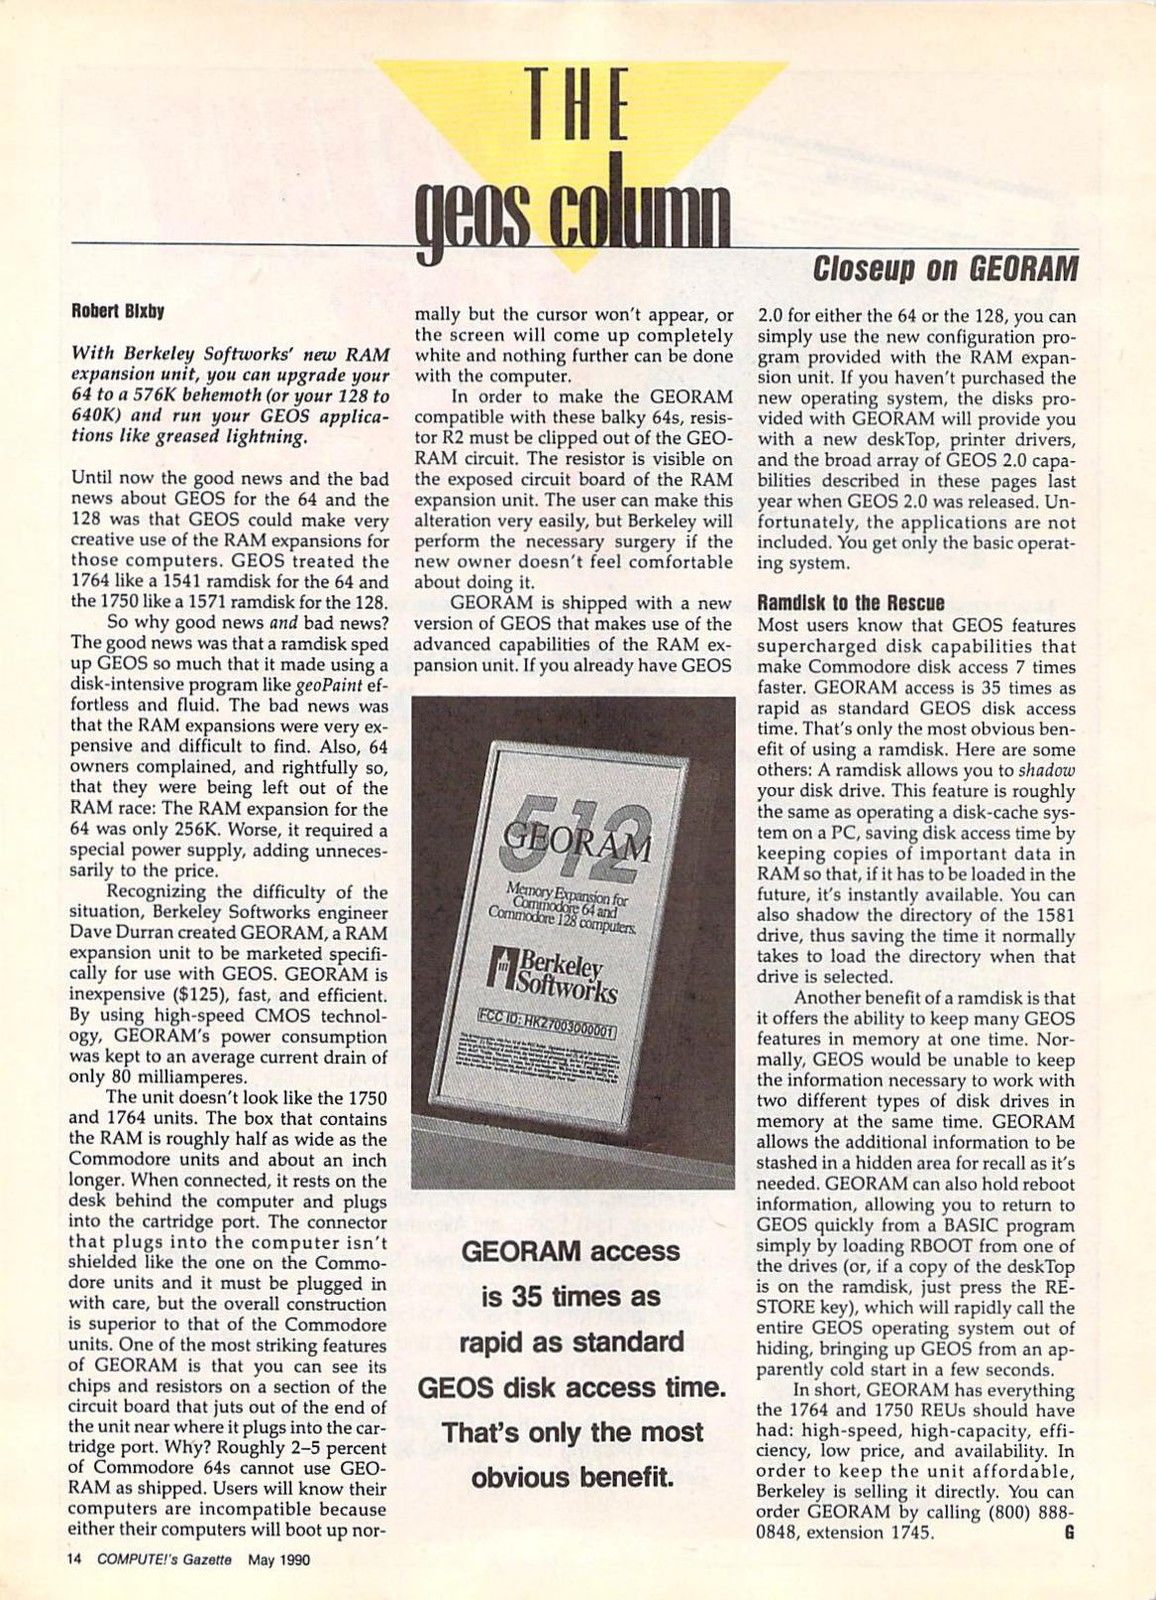 THE
geos column
Closeup on GEORAM
Robert Bixby
With Berkeley Softworks' new RAM
expansion unit, you can upgrade your
64 to a 576K behemoth (or your 128 to
640K) and run your GEOS applica-
tions like greased lightning.
Until now the good news and the bad
news about GEOS for the 64 and the
128 was that GEOS could make very
creative use of the RAM expansions for
those computers. GEOS treated the
1764 like a 1541 ramdisk for the 64 and
the 1750 like a 1571 ramdisk for the 128.
So why good news and bad news?
The good news was that a ramdisk sped
up GEOS so much that it made using a
disk-intensive program like geoPaint ef-
fortless and fluid. The bad news was
that the RAM expansions were very ex-
pensive and difficult to find. Also, 64
owners complained, and rightfully so,
that they were being left out of the
RAM race: The RAM expansion for the
64 was only 256K. Worse, it required a
special power supply, adding unneces-
sarily to the price.
Recognizing the difficulty of the
situation, Berkeley Softworks engineer
Dave Durran created GEORAM, a RAM
expansion unit to be marketed specifi-
cally for use with GEOS. GEORAM is
inexpensive ($125), fast, and efficient.
By using high-speed CMOS technol-
ogy, GEORAM's power consumption
was kept to an average current drain of
only 80 milliamperes.
The unit doesn't look like the 1750
and 1764 units. The box that contains
the RAM is roughly half as wide as the
Commodore units and about an inch
longer. When connected, it rests on the
desk behind the computer and plugs
into the cartridge port. The connector
that plugs into the computer isn't
shielded like the one on the Commo-
dore units and it must be plugged in
with care, but the overall construction
is superior to that of the Commodore
units. One of the most striking features
of GEORAM is that you can see its
chips and resistors on a section of the
circuit board that juts out of the end of
the unit near where it plugs into the car-
tridge port. Why? Roughly 2–5 percent
of Commodore 64s cannot use GEO-
RAM as shipped. Users will know their
computers are incompatible because
either their computers will boot up nor-
mally but the cursor won't appear, or
the screen will come up completely
white and nothing further can be done
with the computer.
In order to make the GEORAM
compatible with these balky 64s, resis-
tor R2 must be clipped out of the GEO-
RAM circuit. The resistor is visible on
the exposed circuit board of the RAM
expansion unit. The user can make this
alteration very easily, but Berkeley will
perform the necessary surgery if the
new owner doesn't feel comfortable
about doing it.
GEORAM is shipped with a new
version of GEOS that makes use of the
advanced capabilities of the RAM ex-
pansion unit. If you already have GEOS
512
GEORAM
Memory Expansion for
Commodore 64 and
Commodore 128 computers.
Berkeley
Softworks
FCC ID: HKZ7003000001
GEORAM access
is 35 times as
rapid as standard
GEOS disk access time.
That's only the most
obvious benefit.
2.0 for either the 64 or the 128, you can
simply use the new configuration pro-
gram provided with the RAM expan-
sion unit. If you haven't purchased the
new operating system, the disks pro-
vided with GEORAM will provide you
with a new deskTop, printer drivers,
and the broad array of GEOS 2.0 capa-
bilities described in these pages last
year when GEOS 2.0 was released. Un-
fortunately, the applications are not
included. You get only the basic operat-
ing system.
Ramdisk to the Rescue
Most users know that GEOS features
supercharged disk capabilities that
make Commodore disk access 7 times
faster. GEORAM access is 35 times as
rapid as standard GEOS disk access
time. That's only the most obvious ben-
efit of using a ramdisk. Here are some
others: A ramdisk allows you to shadow
your disk drive. This feature is roughly
the same as operating a disk-cache sys-
tem on a PC, saving disk access time by
keeping copies of important data in
RAM so that, if it has to be loaded in the
future, it's instantly available. You can
also shadow the directory of the 1581
drive, thus saving the time it normally
takes to load the directory when that
drive is selected.
Another benefit of a ramdisk is that
it offers the ability to keep many GEOS
features in memory at one time. Nor-
mally, GEOS would be unable to keep
the information necessary to work with
two different types of disk drives in
memory at the same time. GEORAM
allows the additional information to be
stashed in a hidden area for recall as it's
needed. GEORAM can also hold reboot
information, allowing you to return to
GEOS quickly from a BASIC program
simply by loading RBOOT from one of
the drives (or, if a copy of the deskTop
is on the ramdisk, just press the RE-
STORE key), which will rapidly call the
entire GEOS operating system out of
hiding, bringing up GEOS from an ap-
parently cold start in a few seconds.
In short, GEORAM has everything
the 1764 and 1750 REUs should have
had: high-speed, high-capacity, effi-
ciency, low price, and availability. In
order to keep the unit affordable,
Berkeley is selling it directly. You can
order GEORAM by calling (800) 888-
0848, extension 1745. G
14 COMPUTE!'s Gazette May 1990